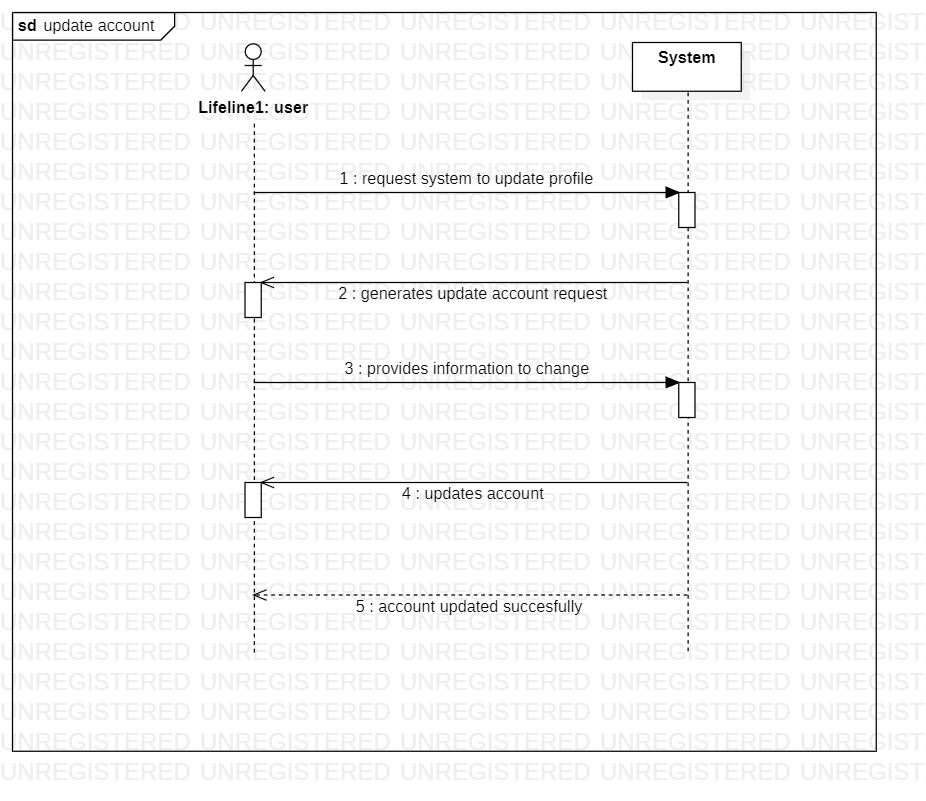 sd update account
Lifeline1: user
System
1 : request system to update profile
2 : generates update account request
3 : provides information to change
4 : updates account
5 : account updated succesfully
UNREGISTERED